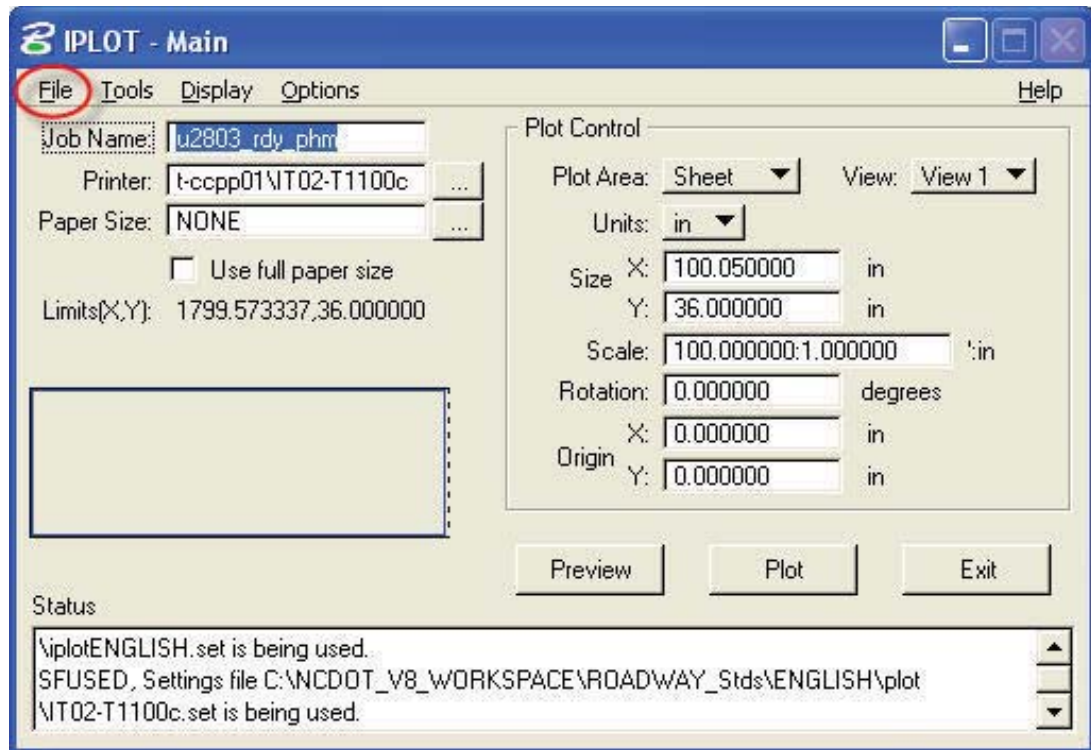 IPLOT - Main
File Tools Display Options Help
Job Name: u2803_rdy_phm
Printer: t-ccpp01\IT02-T1100c ...
Paper Size: NONE ...
Use full paper size
Limits(X,Y): 1799.573337,36.000000
Plot Control
Plot Area: Sheet View: View 1
Units: in
Size X: 100.050000 in
Y: 36.000000 in
Scale: 100.000000:1.000000 ':in
Rotation: 0.000000 degrees
Origin X: 0.000000 in
Y: 0.000000 in
Preview Plot Exit
Status
\iplotENGLISH.set is being used.
SFUSED, Settings file C:\NCDOT_V8_WORKSPACE\ROADWAY_Stds\ENGLISH\plot
\IT02-T1100c.set is being used.